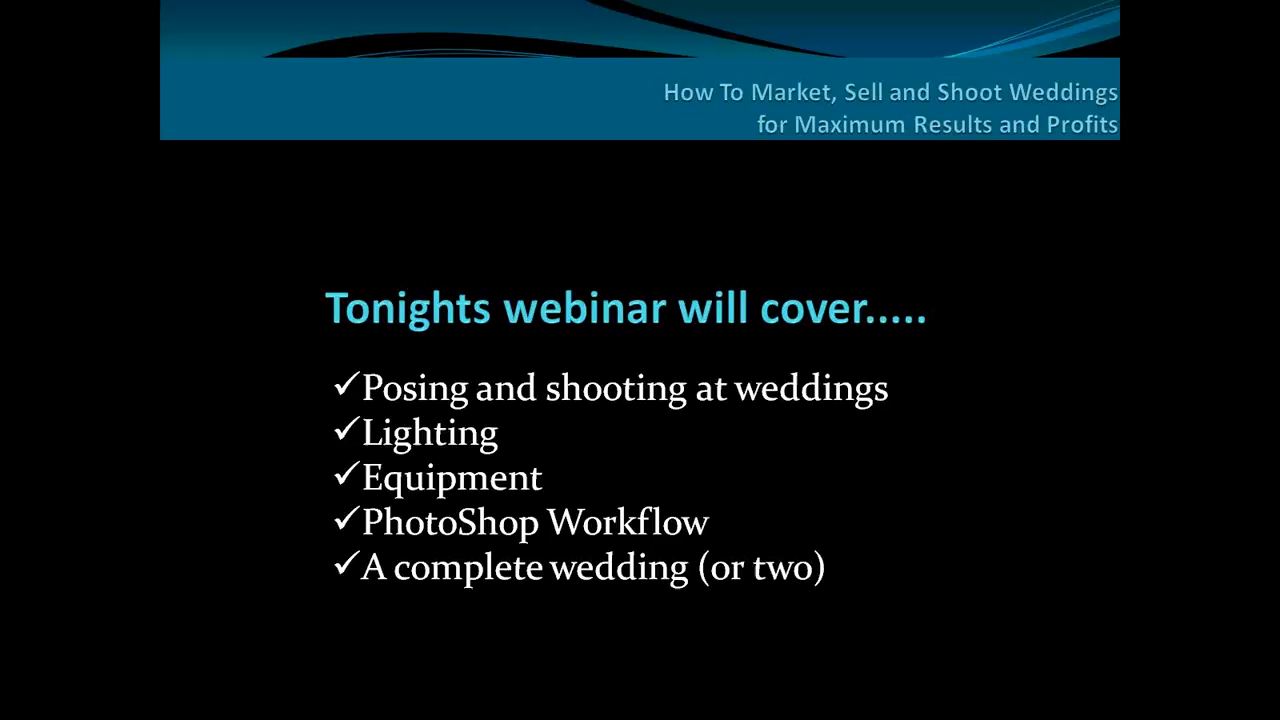 How To Market, Sell and Shoot Weddings
for Maximum Results and Profits
Tonights webinar will cover.....
✓Posing and shooting at weddings
✓Lighting
✓Equipment
✓PhotoShop Workflow
✓A complete wedding (or two)